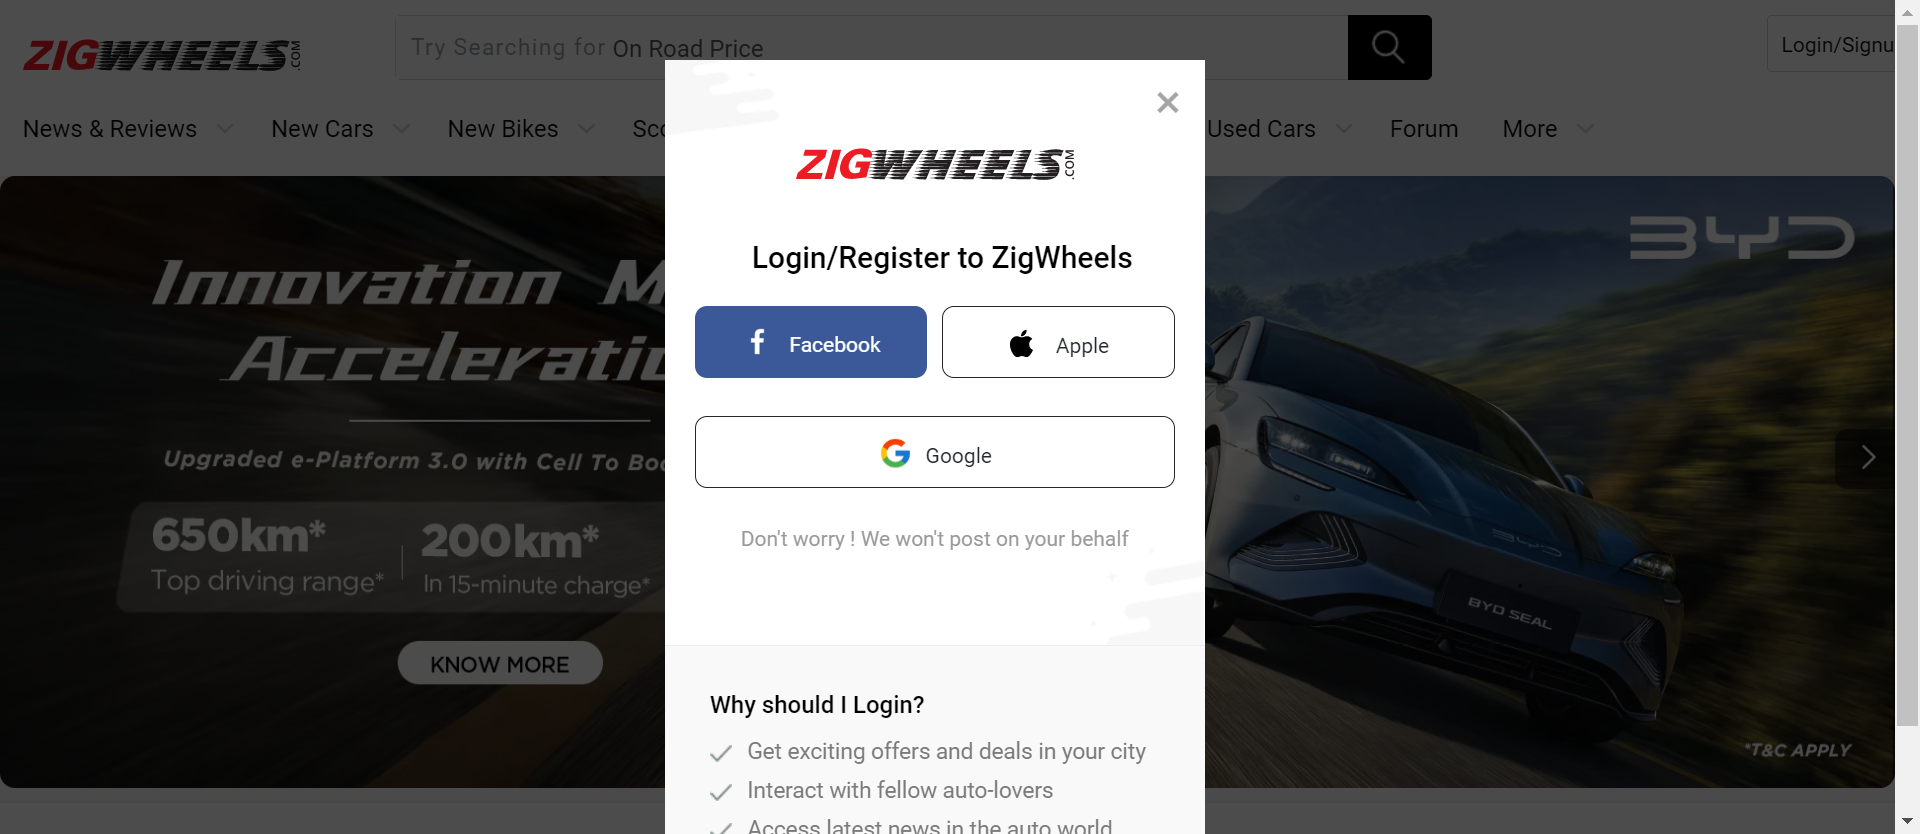 ZIGWHEELS.COM
Try Searching for On Road Price
Login/Signu
News & Reviews
New Cars
New Bikes
Sco
Used Cars
Forum
More
Innovation M
Acceleratio
Upgraded e-Platform 3.0 with Cell To Bo
650km*
Top driving range*
200km*
In 15-minute charge*
KNOW MORE
ZIGWHEELS.COM
Login/Register to ZigWheels
Facebook
Apple
Google
Don't worry ! We won't post on your behalf
Why should I Login?
Get exciting offers and deals in your city
Interact with fellow auto-lovers
Access latest news in the auto world
BYD
BYD
BYD SEAL
*T&C APPLY